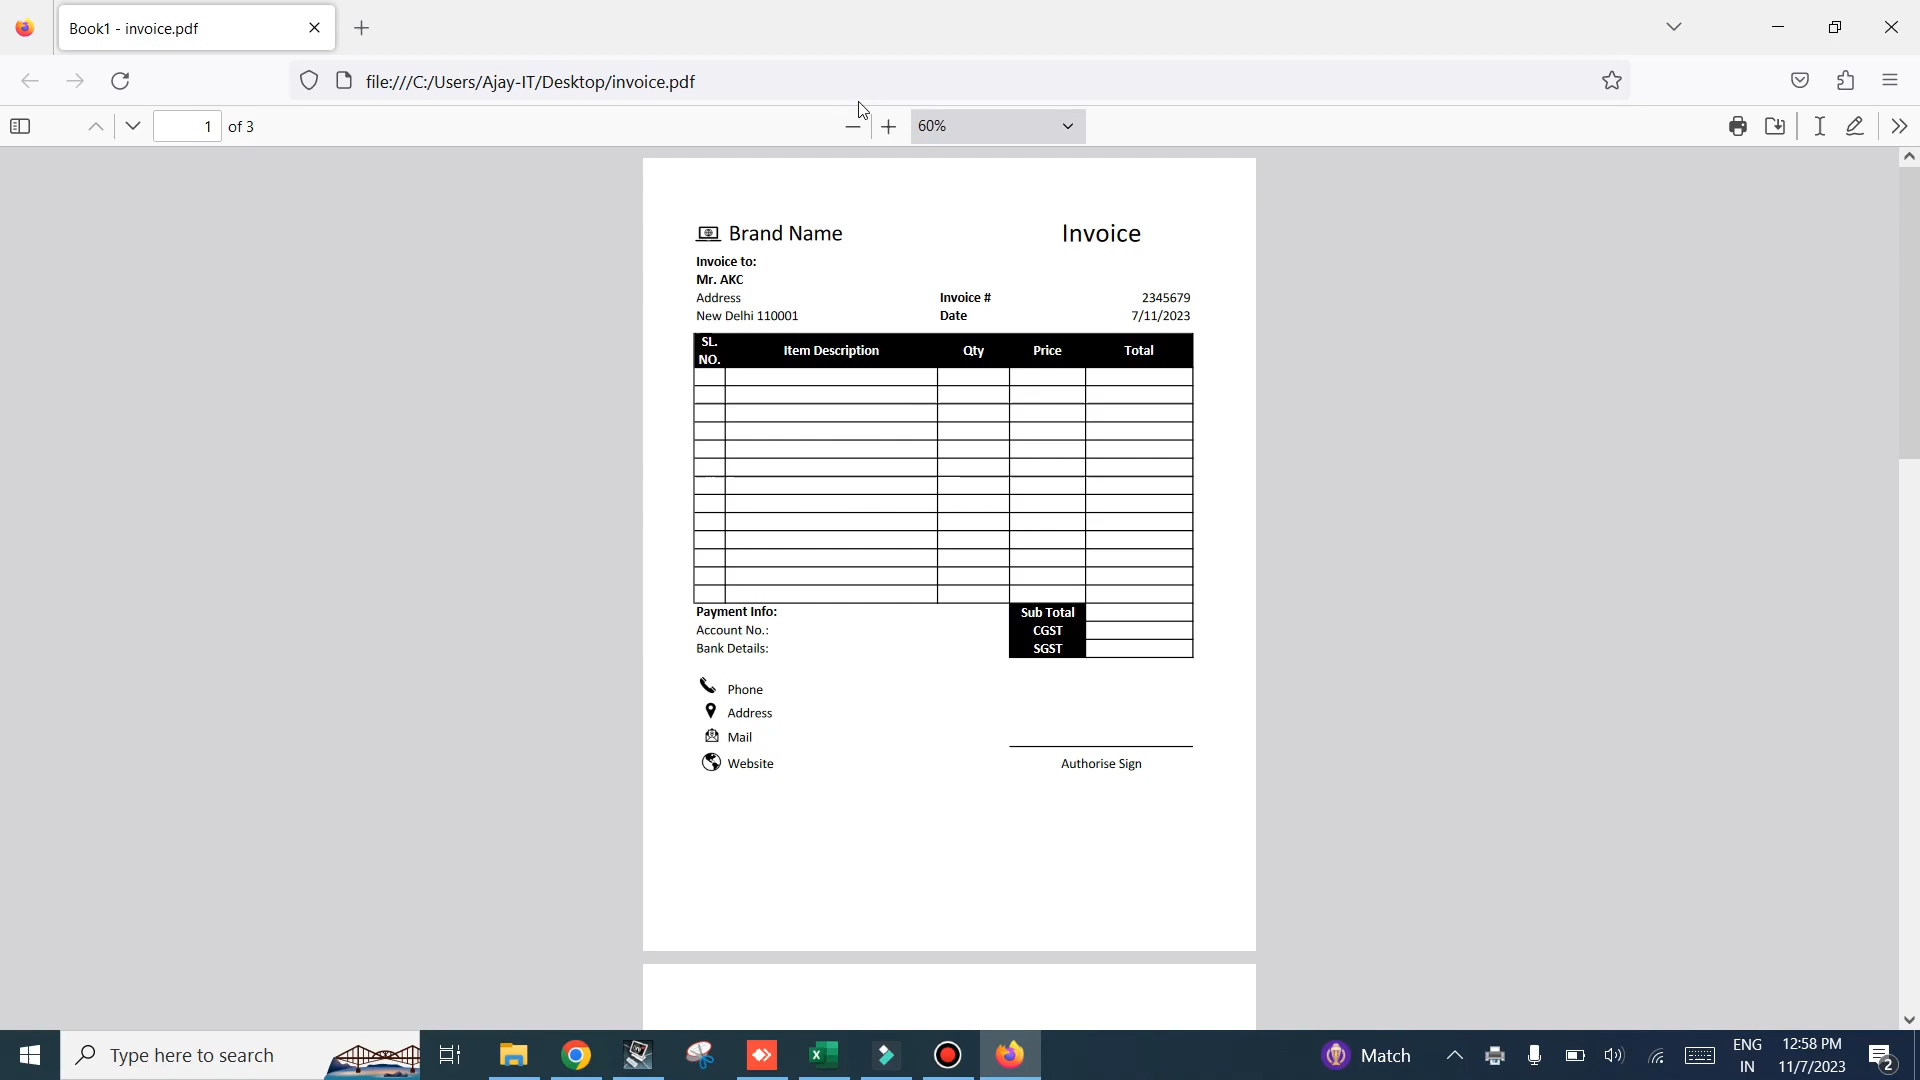 Book1 - invoice.pdf
file:///C:/Users/Ajay-IT/Desktop/invoice.pdf
1 of 3
60%
Brand Name
Invoice
Invoice to:
Mr. AKC
Address
Invoice # 2345679
New Delhi 110001
Date 7/11/2023
SL. NO. Item Description Qty Price Total
Payment Info:
Sub Total
Account No.:
CGST
Bank Details:
SGST
Phone
Address
Mail
Website
Authorise Sign
Type here to search
Match
ENG
IN
12:58 PM
11/7/2023
2